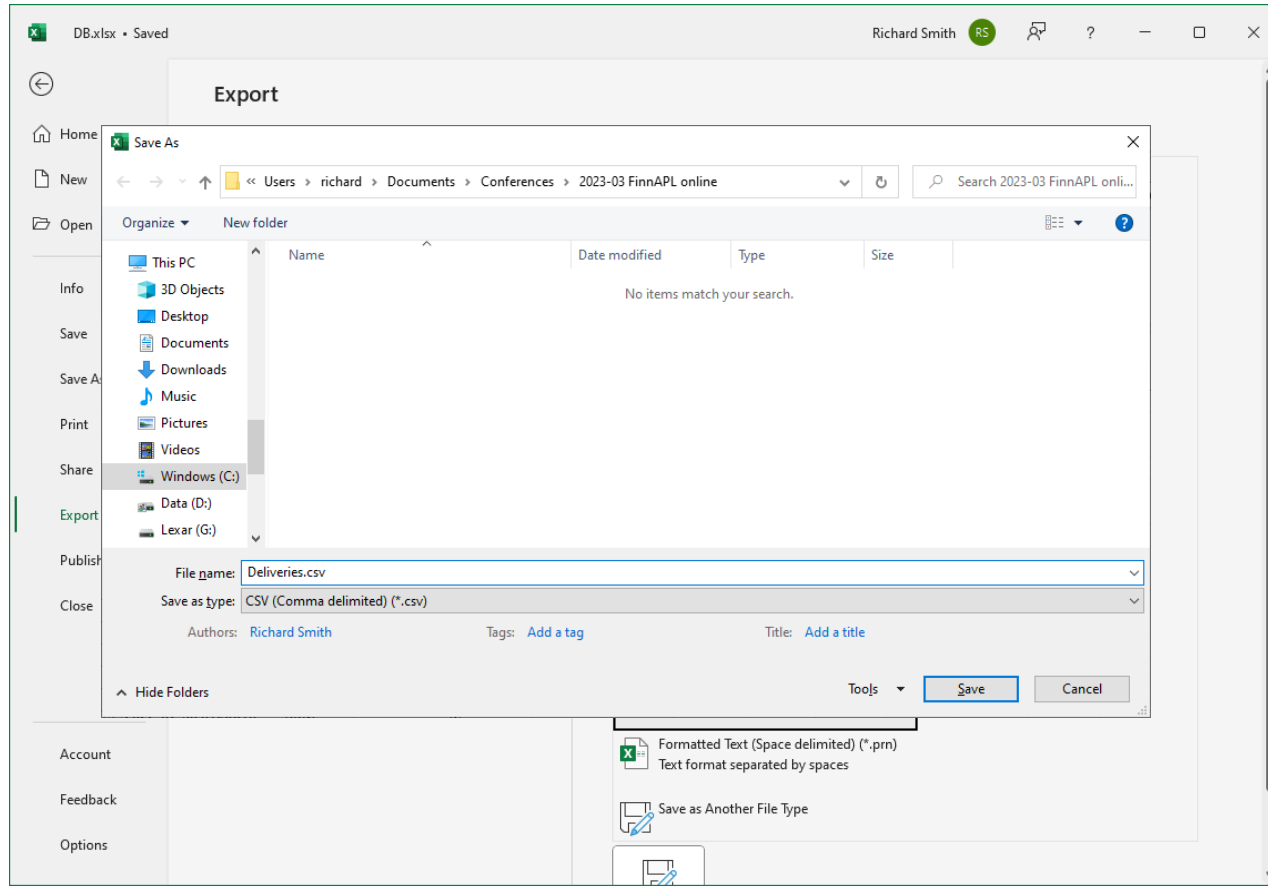 DB.xlsx • Saved
Richard Smith RS ?
Export
Home
New
Open
Info
Save
Save As
Print
Share
Export
Publish
Close
Account
Feedback
Options
Save As
« Users > richard > Documents > Conferences > 2023-03 FinnAPL online
Search 2023-03 FinnAPL onli...
Organize New folder
?
This PC
3D Objects
Desktop
Documents
Downloads
Music
Pictures
Videos
Windows (C:)
Data (D:)
Lexar (G:)
Name Date modified Type Size
No items match your search.
File name: Deliveries.csv
Save as type: CSV (Comma delimited) (*.csv)
Authors: Richard Smith Tags: Add a tag Title: Add a title
Hide Folders
Tools Save Cancel
Formatted Text (Space delimited) (*.prn)
Text format separated by spaces
Save as Another File Type